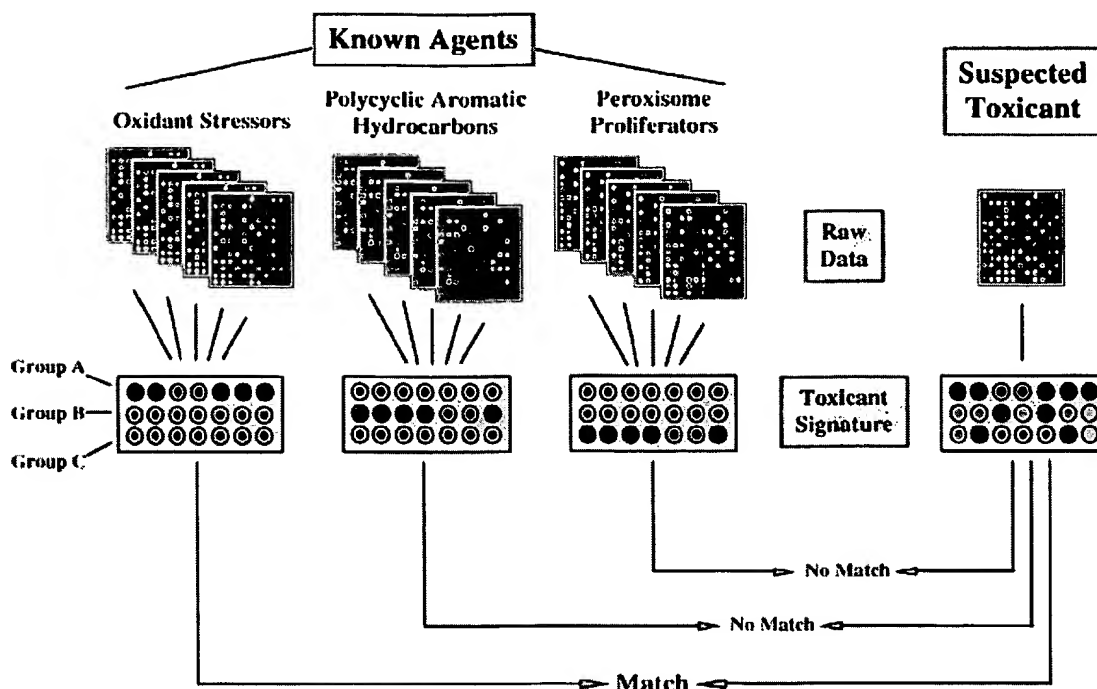 Known Agents
Suspected
Toxicant
Oxidant Stressors
Polycyclic Aromatic
Hydrocarbons
Peroxisome
Proliferators
Raw
Data
Group A
Group B
Group C
Toxicant
Signature
No Match
No Match
Match